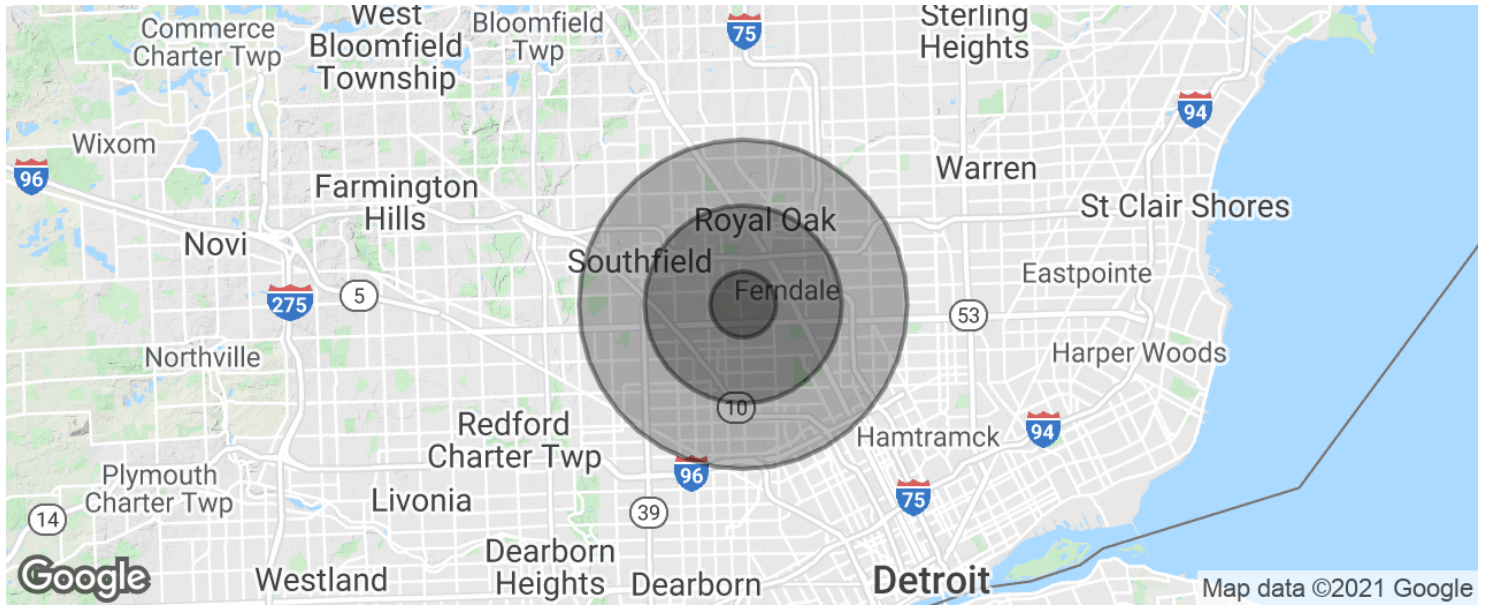 West
Bloomfield
Township
Commerce
Charter Twp
Bloomfield
Twp
75
Sterling
Heights
94
Wixom
96
Farmington
Hills
Warren
Royal Oak
St Clair Shores
Novi
Southfield
Ferndale
Eastpointe
275
5
53
Northville
Harper Woods
10
Redford
Charter Twp
Hamtramck
94
Plymouth
Charter Twp
96
Livonia
75
14
39
Dearborn
Heights
Google
Westland
Dearborn
Detroit
Map data ©2021 Google